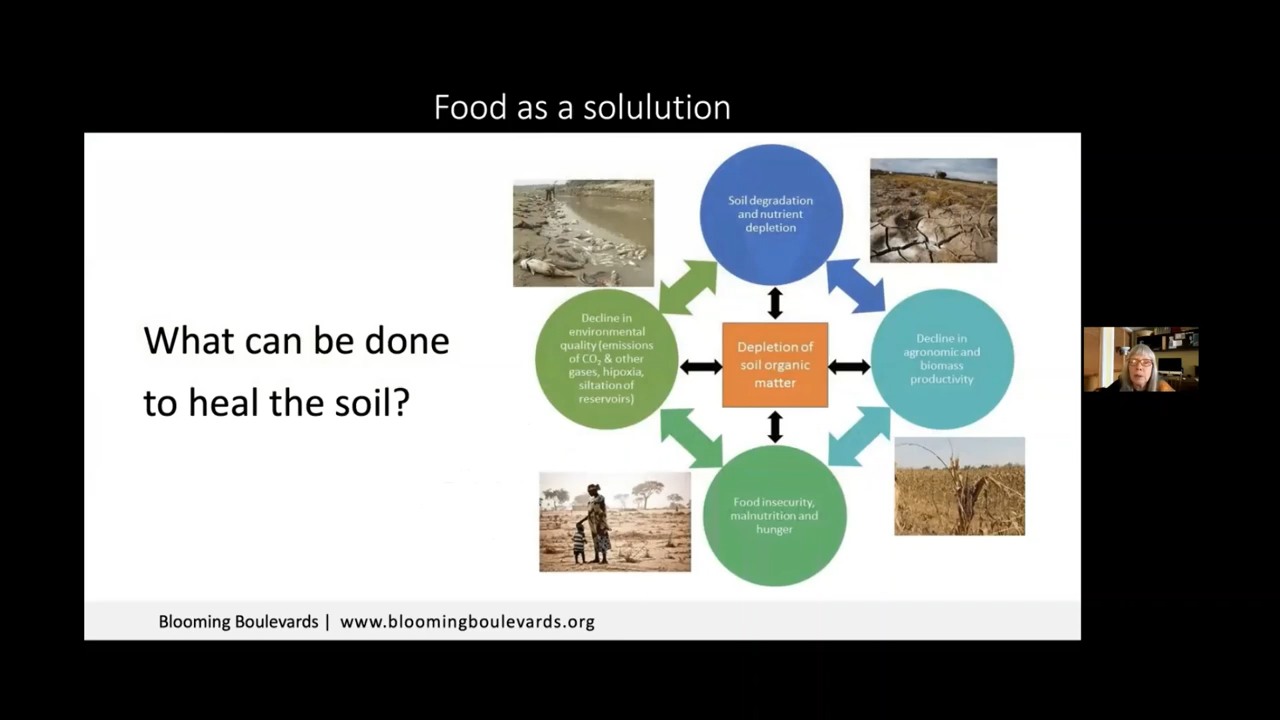 Food as a solulution
What can be done
to heal the soil?
Soil degradation
and nutrient
depletion
Decline in
environmental
quality (emissions
of CO₂ & other
gases, hipoxia,
siltation of
reservoirs)
Depletion of
soil organic
matter
Decline in
agronomic and
biomass
productivity
Food insecurity,
malnutrition and
hunger
Blooming Boulevards | www.bloomingboulevards.org